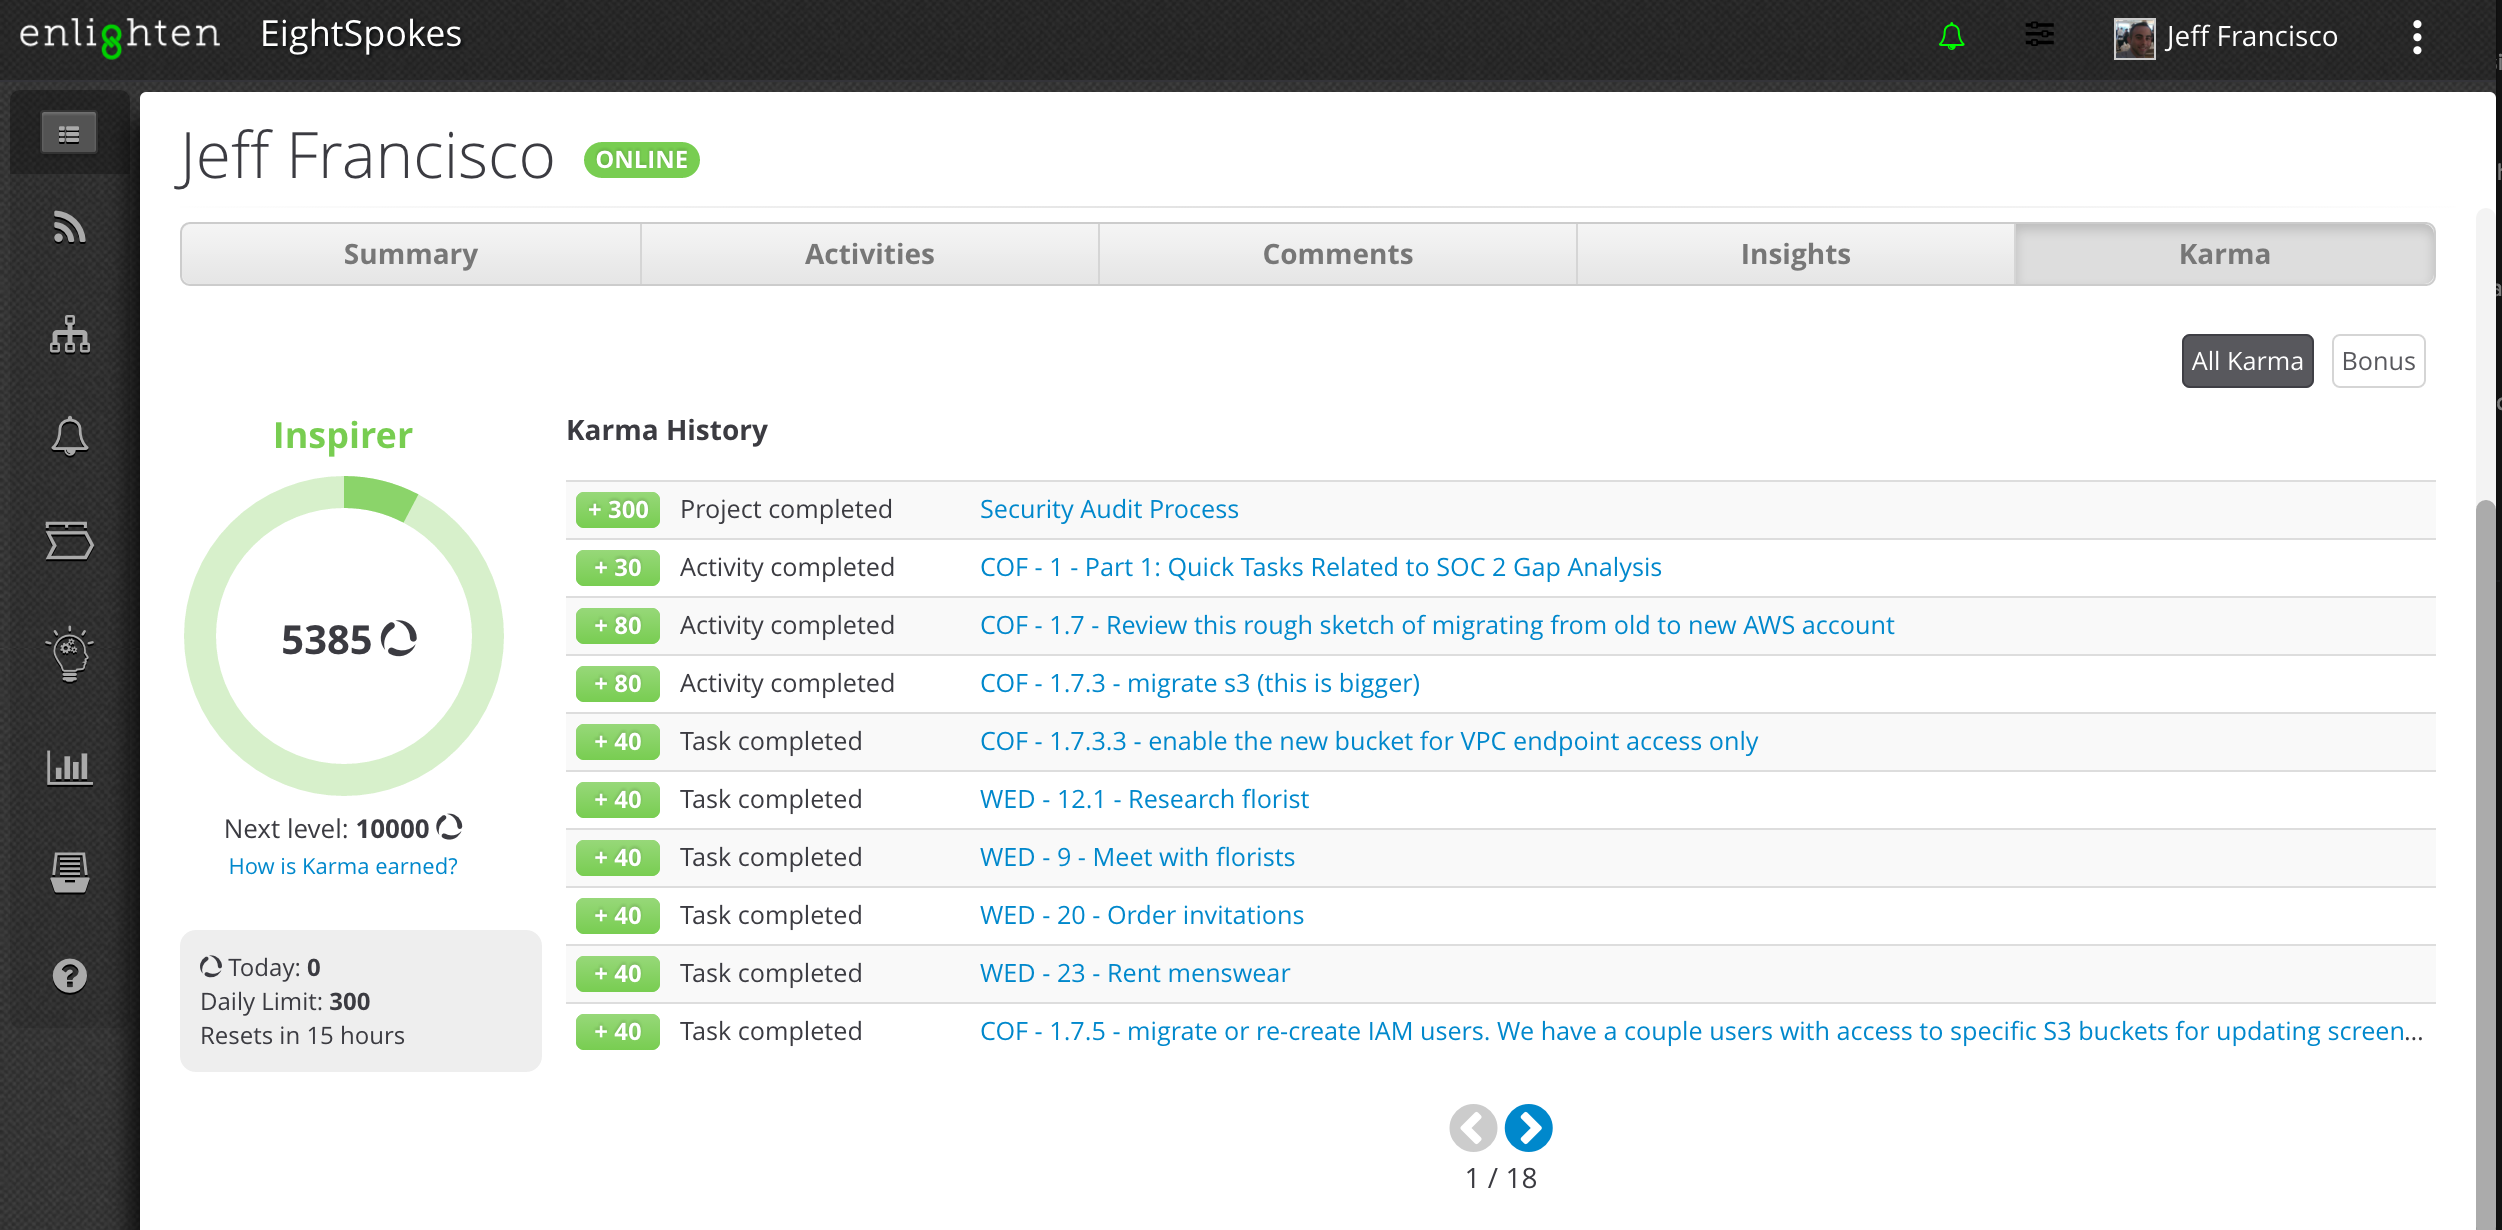 enlighten EightSpokes Jeff Francisco
Jeff Francisco ONLINE
Summary Activities Comments Insights Karma
All Karma Bonus
Inspirer
5385
Next level: 10000
How is Karma earned?
Today: 0
Daily Limit: 300
Resets in 15 hours
Karma History
+ 300 Project completed Security Audit Process
+ 30 Activity completed COF - 1 - Part 1: Quick Tasks Related to SOC 2 Gap Analysis
+ 80 Activity completed COF - 1.7 - Review this rough sketch of migrating from old to new AWS account
+ 80 Activity completed COF - 1.7.3 - migrate s3 (this is bigger)
+ 40 Task completed COF - 1.7.3.3 - enable the new bucket for VPC endpoint access only
+ 40 Task completed WED - 12.1 - Research florist
+ 40 Task completed WED - 9 - Meet with florists
+ 40 Task completed WED - 20 - Order invitations
+ 40 Task completed WED - 23 - Rent menswear
+ 40 Task completed COF - 1.7.5 - migrate or re-create IAM users. We have a couple users with access to specific S3 buckets for updating screen...
1 / 18